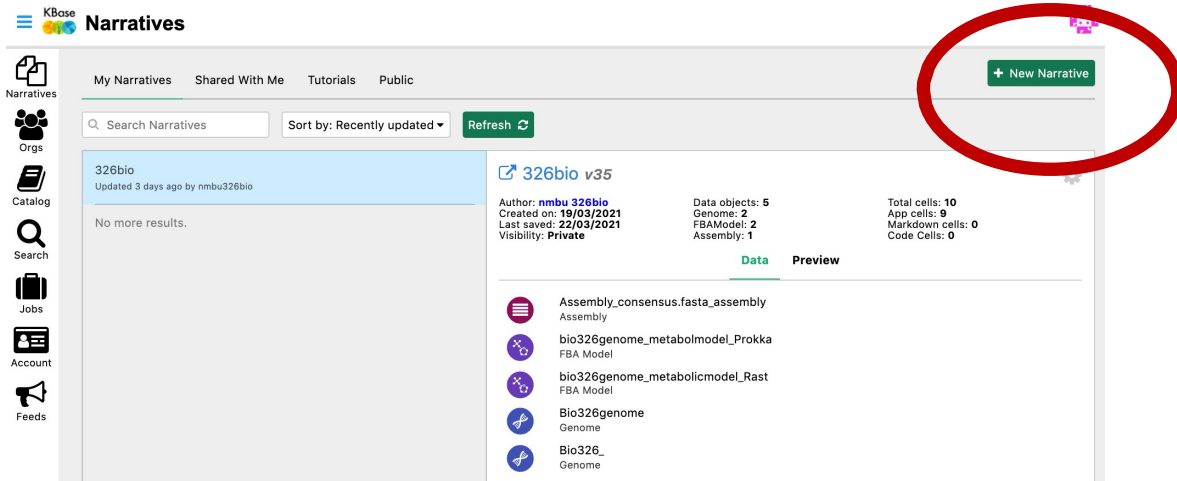 KBase
Narratives
Narratives
Orgs
Catalog
Search
Jobs
Account
Feeds
My Narratives Shared With Me Tutorials Public
+ New Narrative
Search Narratives Sort by: Recently updated Refresh
326bio
Updated 3 days ago by nmbu326bio
No more results.
326bio v35
Author: nmbu 326bio
Created on: 19/03/2021
Last saved: 22/03/2021
Visibility: Private
Data objects: 5
Genome: 2
FBAModel: 2
Assembly: 1
Total cells: 10
App cells: 9
Markdown cells: 0
Code Cells: 0
Data Preview
Assembly_consensus.fasta_assembly
Assembly
bio326genome_metabolmodel_Prokka
FBA Model
bio326genome_metabolicmodel_Rast
FBA Model
Bio326genome
Genome
Bio326_
Genome